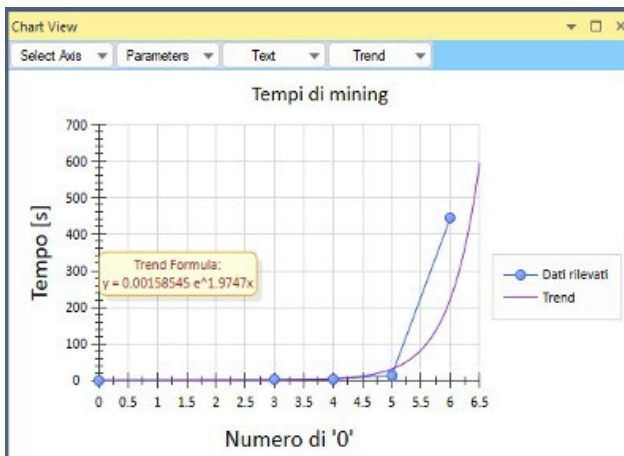 Chart View
Select Axis Parameters Text Trend
Tempi di mining
700
600
500
400
300
200
100
0
Tempo [s]
Trend Formula:
y = 0.00158545 e^1.9747x
Dati rilevati
Trend
0 0.5 1 1.5 2 2.5 3 3.5 4 4.5 5 5.5 6 6.5
Numero di '0'